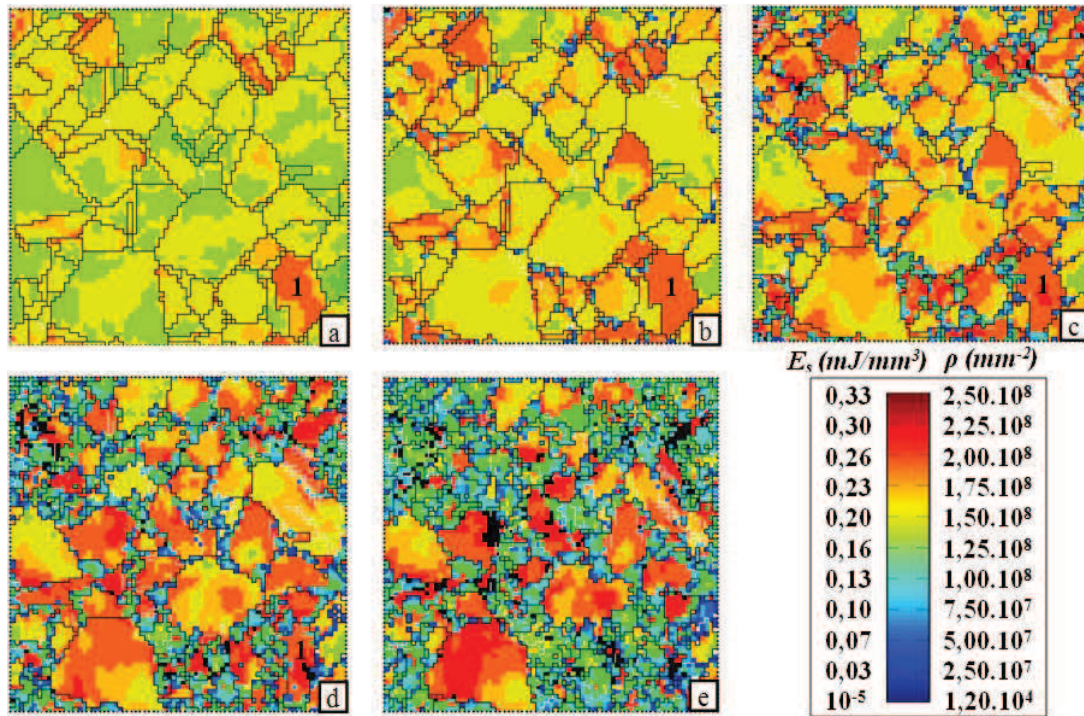 1
a
1
b
1
c
1
d
e
Eₛ (mJ/mm³) ρ (mm⁻²)
0,33 2,50.10⁸
0,30 2,25.10⁸
0,26 2,00.10⁸
0,23 1,75.10⁸
0,20 1,50.10⁸
0,16 1,25.10⁸
0,13 1,00.10⁸
0,10 7,50.10⁷
0,07 5,00.10⁷
0,03 2,50.10⁷
10⁻⁵ 1,20.10⁴